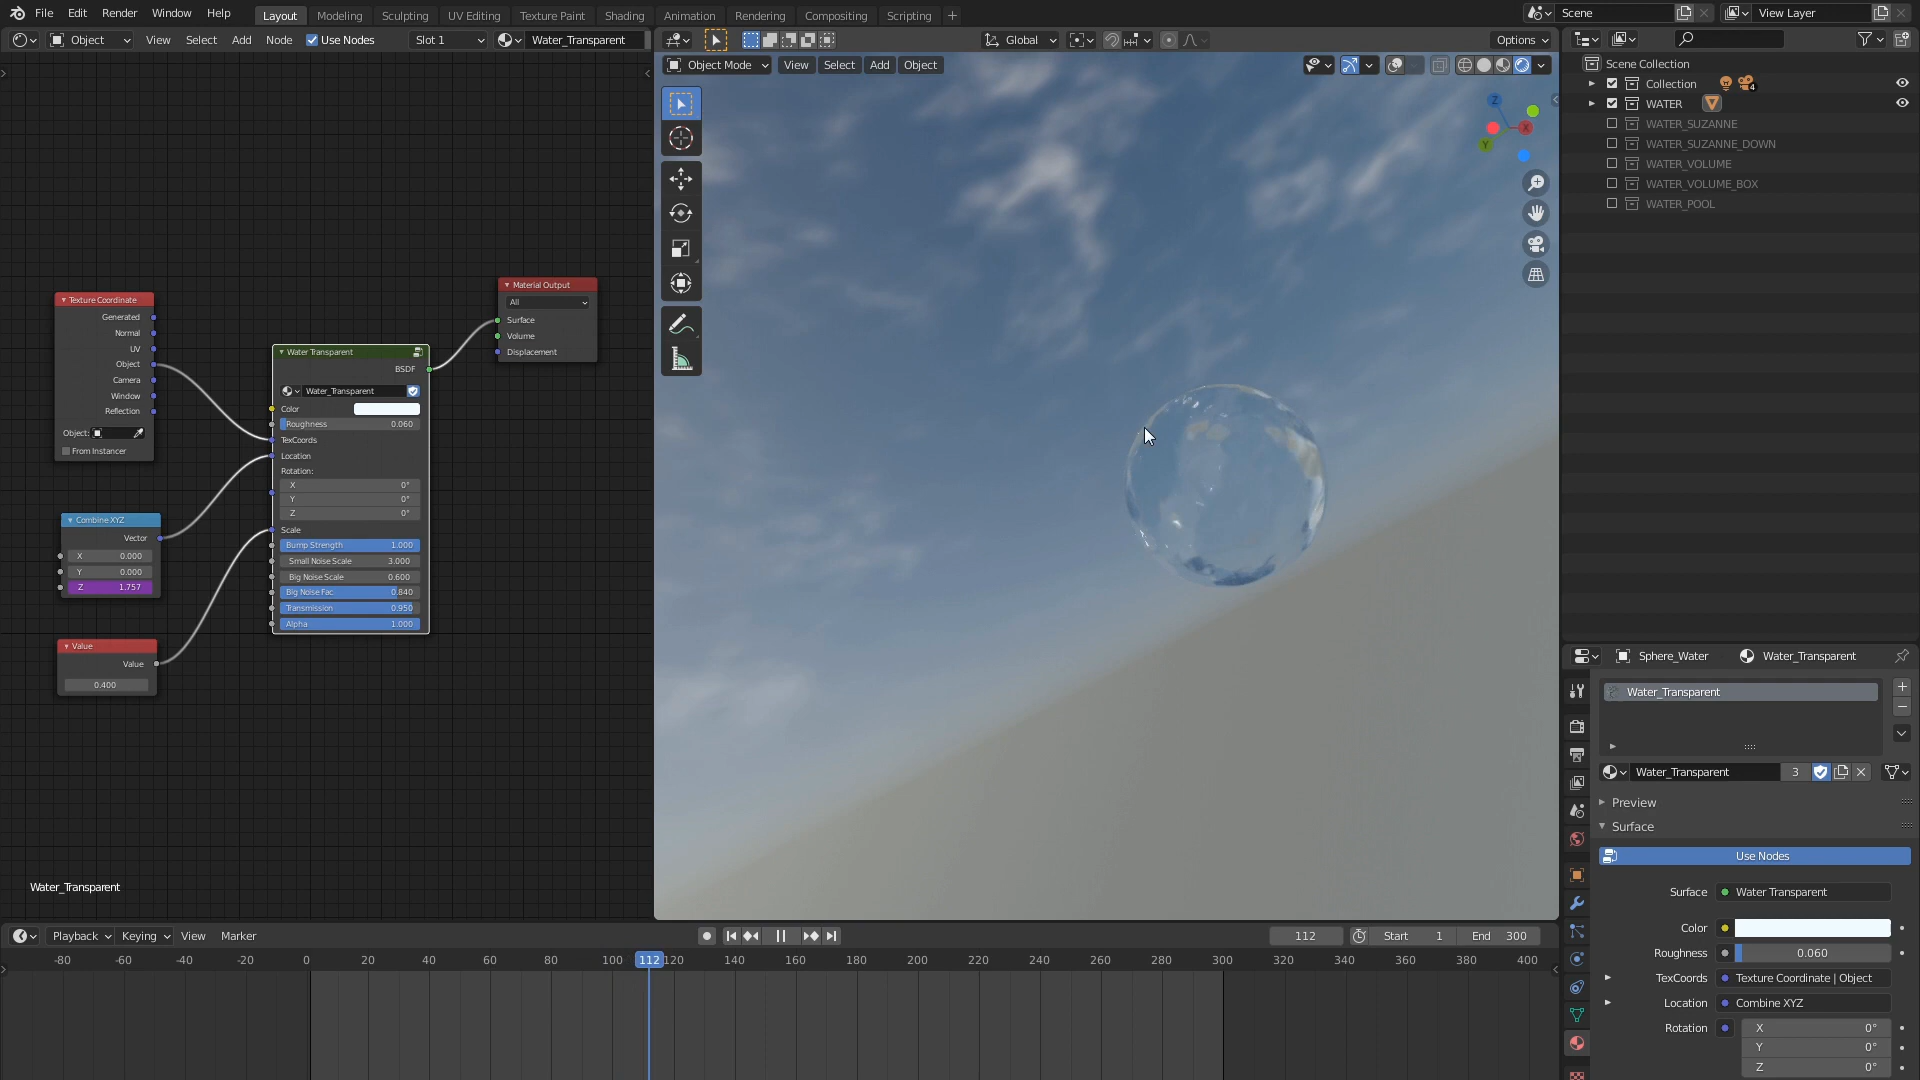 File Edit Render Window Help Layout Modeling Sculpting UV Editing Texture Paint Shading Animation Rendering Compositing Scripting + Scene View Layer
Object View Select Add Node Use Nodes Slot 1 Water_Transparent Global Options
Object Mode View Select Add Object
Z
X
Y
Scene Collection
Collection 4
WATER
WATER_SUZANNE
WATER_SUZANNE_DOWN
WATER_VOLUME
WATER_VOLUME_BOX
WATER_POOL
Texture Coordinate
Generated
Normal
UV
Object
Camera
Window
Reflection
Object:
From Instancer
Combine XYZ
Vector
X 0.000
Y 0.000
Z 1.757
Value
Value
0.400
Water Transparent
BSDF
Water_Transparent
Color
Roughness 0.060
TexCoords
Location
Rotation:
X 0°
Y 0°
Z 0°
Scale
Bump Strength 1.000
Small Noise Scale 3.000
Big Noise Scale 0.600
Big Noise Fac 0.840
Transmission 0.950
Alpha 1.000
Material Output
All
Surface
Volume
Displacement
Water_Transparent
Sphere_Water Water_Transparent
Water_Transparent
Water_Transparent 3
Preview
Surface
Use Nodes
Surface Water Transparent
Color
Roughness 0.060
TexCoords Texture Coordinate | Object
Location Combine XYZ
Rotation X 0°
Y 0°
Z 0°
Playback Keying View Marker 112 Start 1 End 300
-80 -60 -40 -20 0 20 40 60 80 100 112 120 140 160 180 200 220 240 260 280 300 320 340 360 380 400